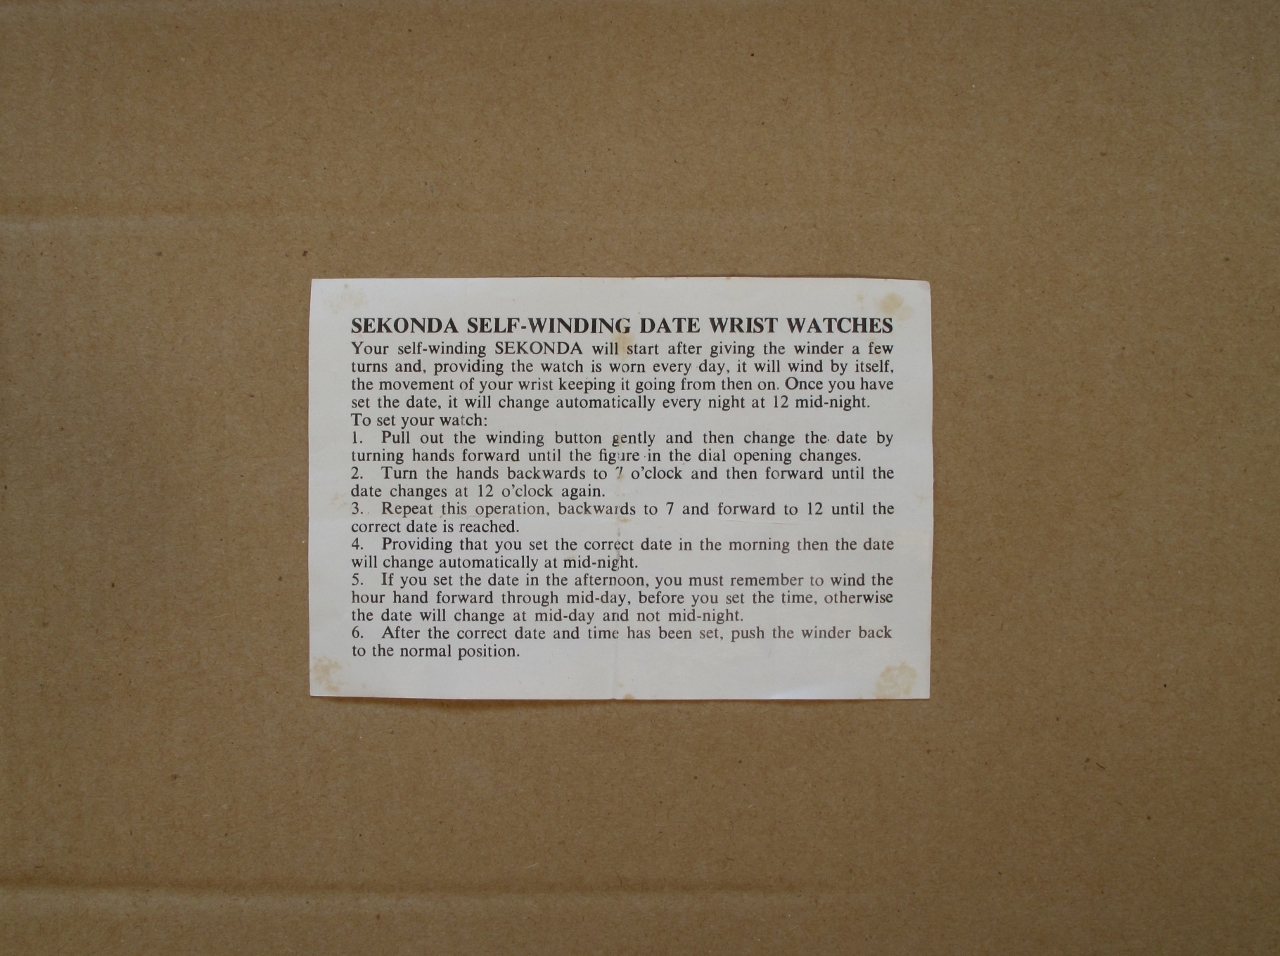 SEKONDA SELF-WINDING DATE WRIST WATCHES
Your self-winding SEKONDA will start after giving the winder a few
turns and, providing the watch is worn every day, it will wind by itself,
the movement of your wrist keeping it going from then on. Once you have
set the date, it will change automatically every night at 12 mid-night.
To set your watch:
1. Pull out the winding button gently and then change the date by
turning hands forward until the figure in the dial opening changes.
2. Turn the hands backwards to 7 o'clock and then forward until the
date changes at 12 o'clock again.
3. Repeat this operation, backwards to 7 and forward to 12 until the
correct date is reached.
4. Providing that you set the correct date in the morning then the date
will change automatically at mid-night.
5. If you set the date in the afternoon, you must remember to wind the
hour hand forward through mid-day, before you set the time, otherwise
the date will change at mid-day and not mid-night.
6. After the correct date and time has been set, push the winder back
to the normal position.